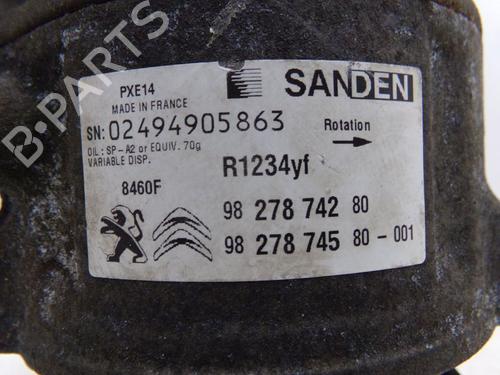 PXE14
SANDEN
MADE IN FRANCE
SN: 02494905863
Rotation
OIL: SP-A2 or EQUIV. 70g
VARIABLE DISP.
R1234yf
8460F
98 278 742 80
98 278 745 80-001
B-PARTS